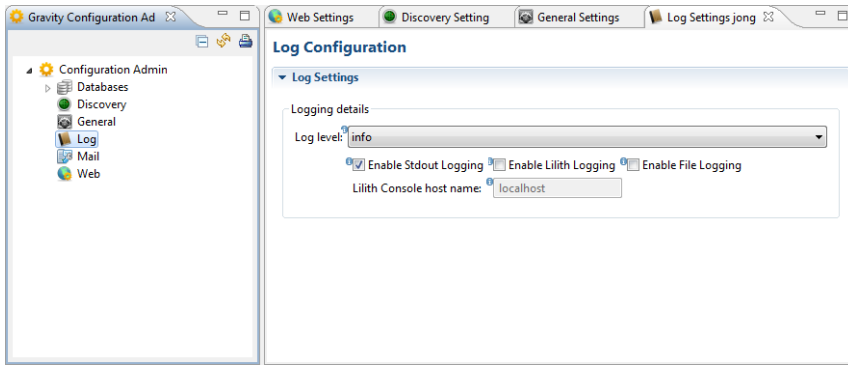 Gravity Configuration Ad
Configuration Admin
Databases
Discovery
General
Log
Mail
Web
Web Settings
Discovery Setting
General Settings
Log Settings jong
Log Configuration
Log Settings
Logging details
Log level: info
Enable Stdout Logging Enable Lilith Logging Enable File Logging
Lilith Console host name: localhost